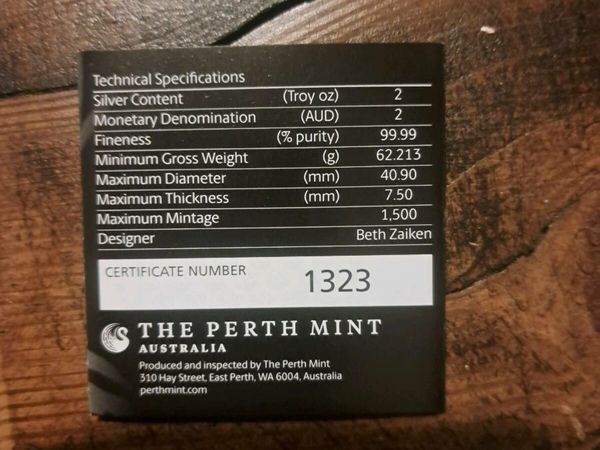 Technical Specifications
Silver Content (Troy oz) 2
Monetary Denomination (AUD) 2
Fineness (% purity) 99.99
Minimum Gross Weight (g) 62.213
Maximum Diameter (mm) 40.90
Maximum Thickness (mm) 7.50
Maximum Mintage 1,500
Designer Beth Zaiken
CERTIFICATE NUMBER 1323
THE PERTH MINT
AUSTRALIA
Produced and inspected by The Perth Mint
310 Hay Street, East Perth, WA 6004, Australia
perthmint.com